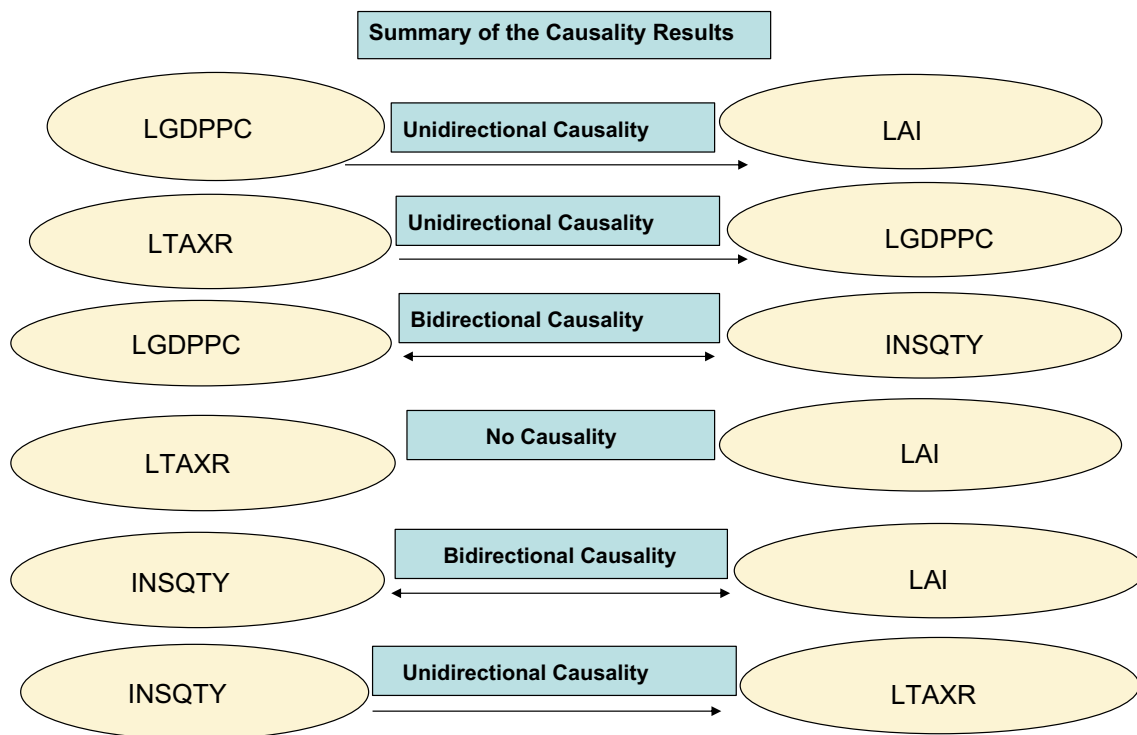 Summary of the Causality Results
LGDPPC
Unidirectional Causality
LAI
LTAXR
Unidirectional Causality
LGDPPC
LGDPPC
Bidirectional Causality
INSQTY
LTAXR
No Causality
LAI
INSQTY
Bidirectional Causality
LAI
INSQTY
Unidirectional Causality
LTAXR